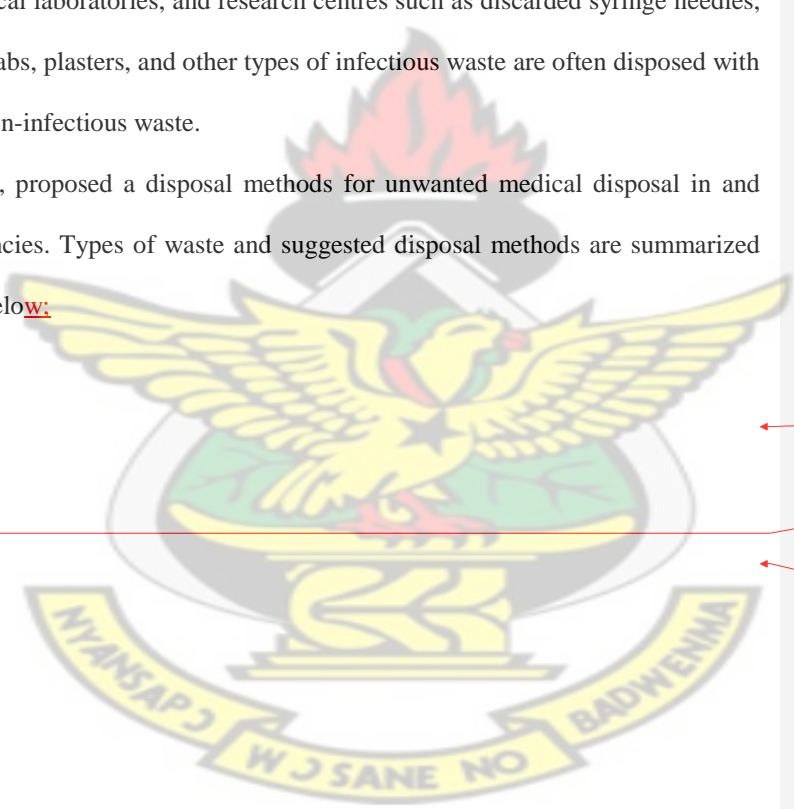 cal laboratories, and research centres such as discarded syringe needles,
abs, plasters, and other types of infectious waste are often disposed with
n-infectious waste.
, proposed a disposal methods for unwanted medical disposal in and
ncies. Types of waste and suggested disposal methods are summarized
elow;
NYANSAPƆ
WƆ SANE NO
BADWENMA